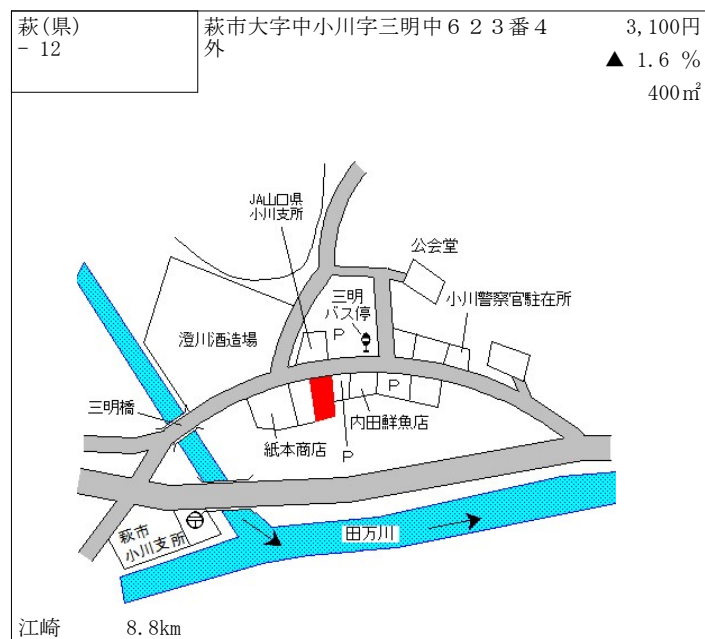 萩(県)
- 12
萩市大字中小川字三明中６２３番４
外
3,100円
▲ 1.6 %
400㎡
JA山口県
小川支所
公会堂
三明
バス停
P
小川警察官駐在所
澄川酒造場
P
三明橋
内田鮮魚店
紙本商店
P
萩市
小川支所
田万川
江崎 8.8km